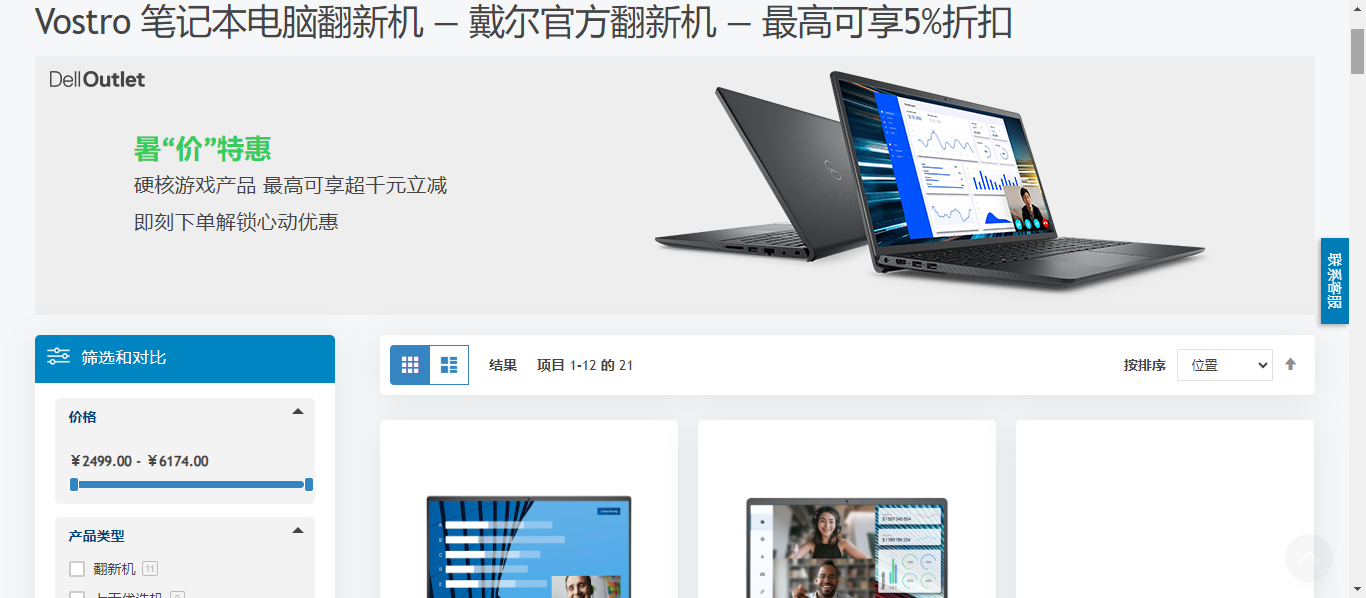 Vostro 笔记本电脑翻新机 — 戴尔官方翻新机 — 最高可享5%折扣
DellOutlet
暑“价”特惠
硬核游戏产品 最高可享超千元立减
即刻下单解锁心动优惠
联系客服
筛选和对比
结果 项目 1-12 的 21
按排序 位置
价格
¥2499.00 - ¥6174.00
产品类型
翻新机 11